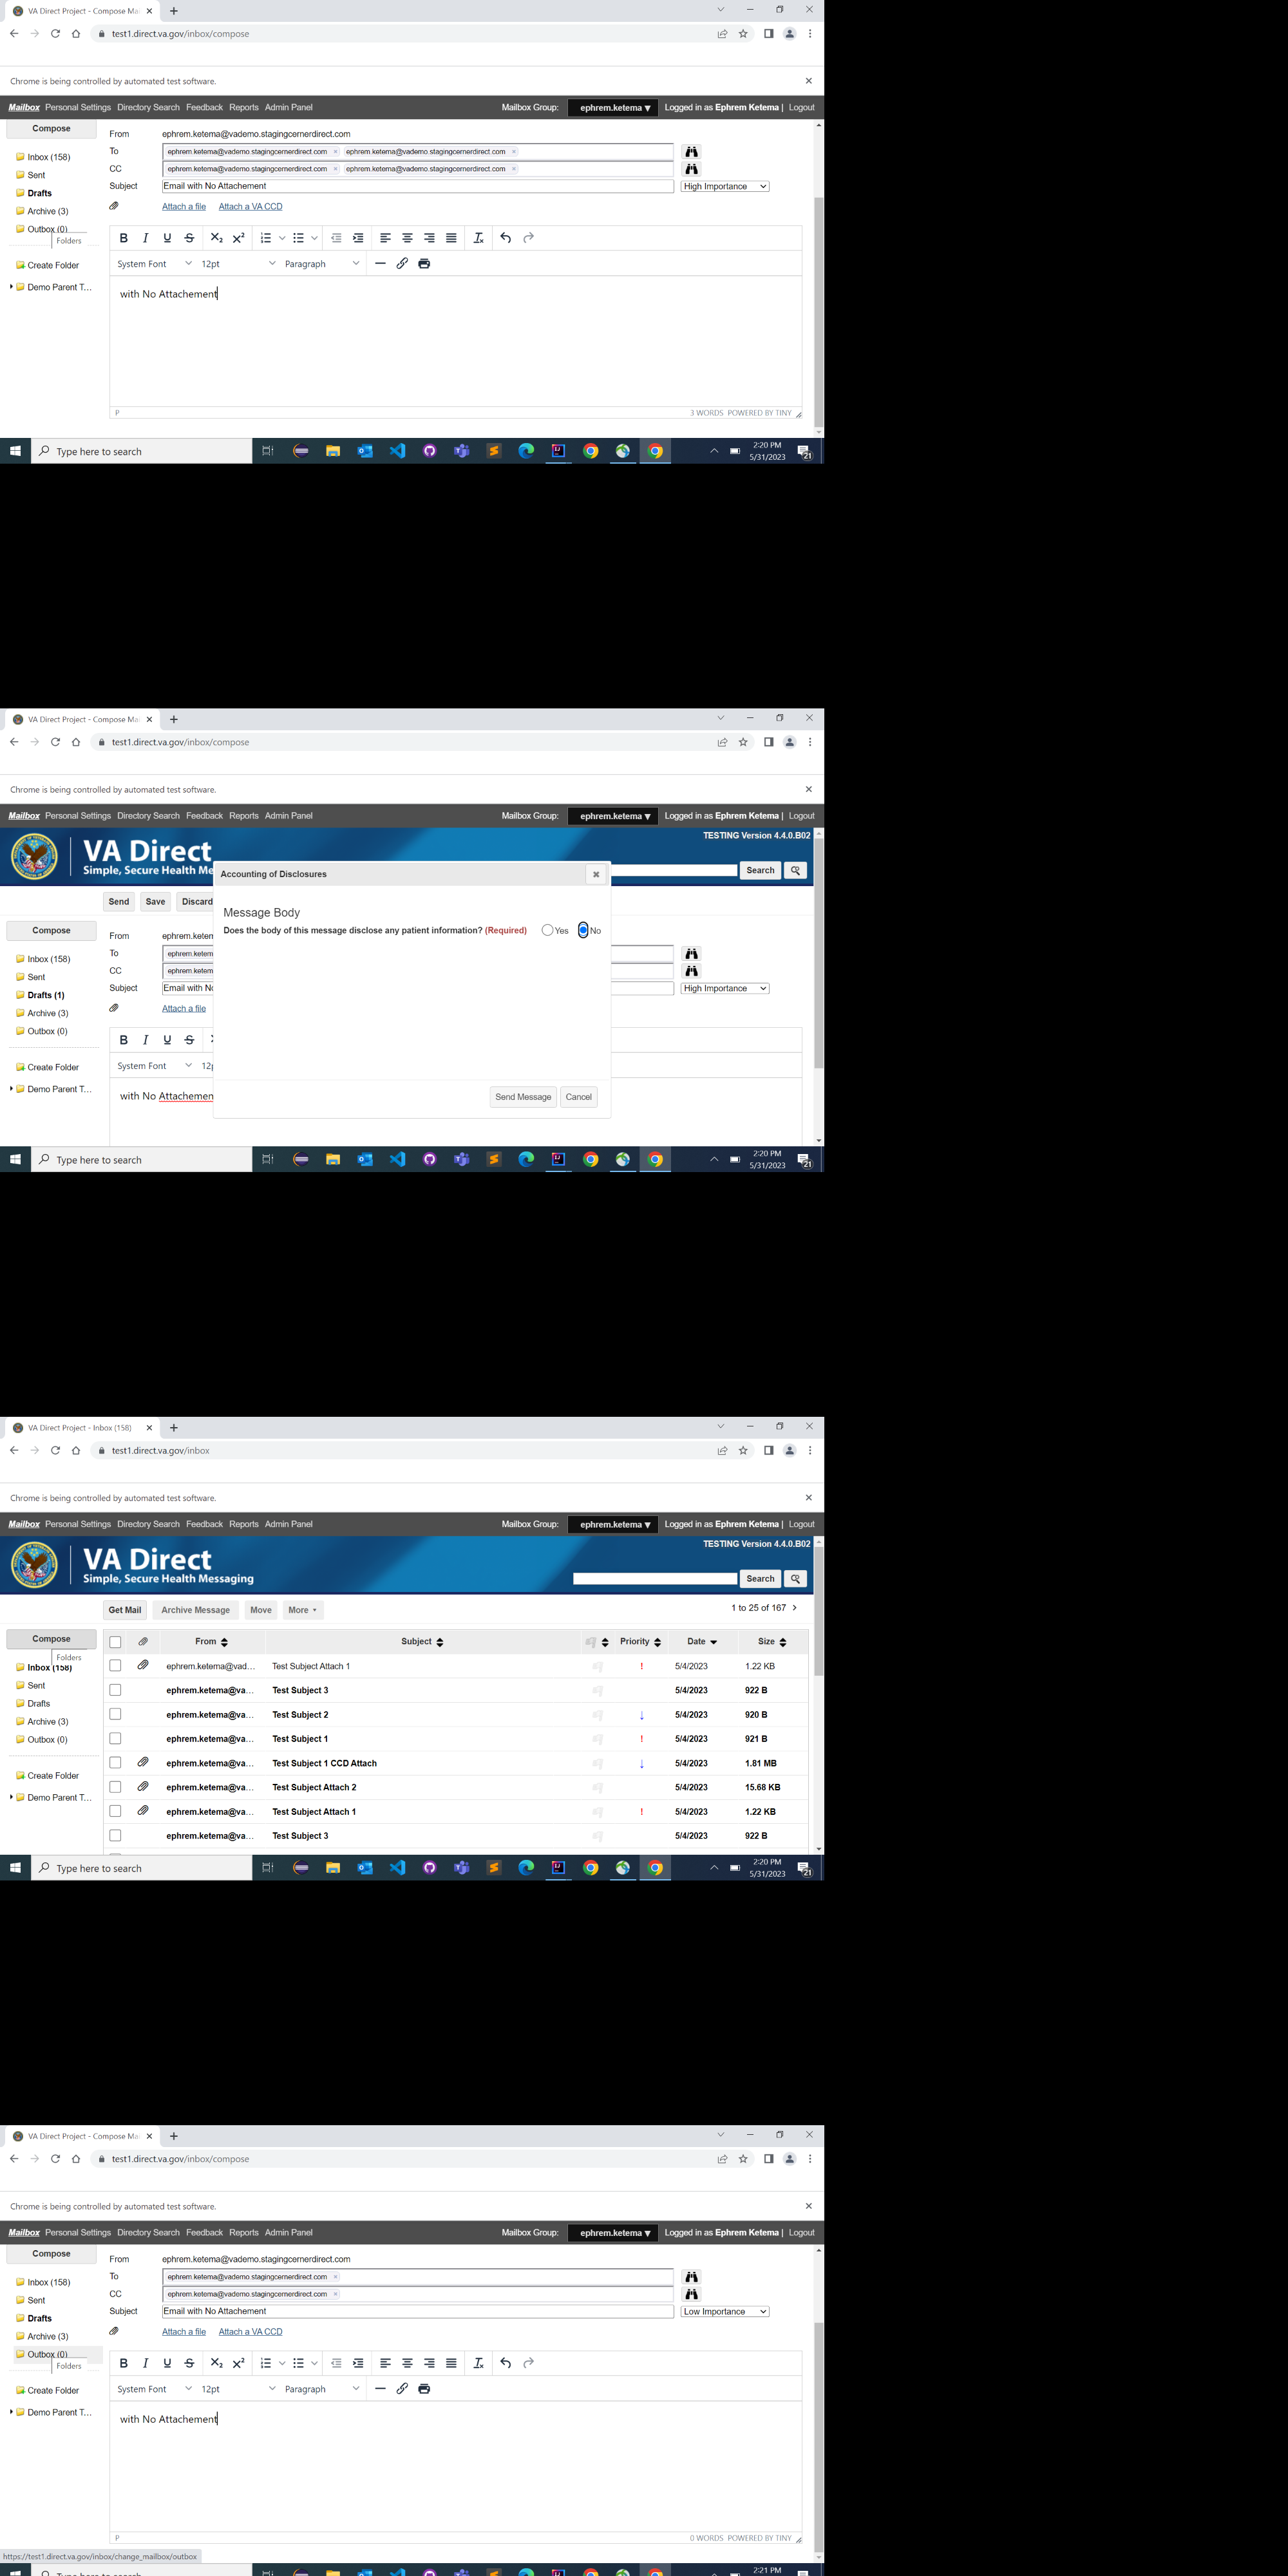 VA Direct Project - Compose Ma
test1.direct.va.gov/inbox/compose
Chrome is being controlled by automated test software.
Mailbox Personal Settings Directory Search Feedback Reports Admin Panel Mailbox Group: ephrem.ketema ▾ Logged in as Ephrem Ketema | Logout
Compose
From ephrem.ketema@vademo.stagingcernerdirect.com
To ephrem.ketema@vademo.stagingcernerdirect.com × ephrem.ketema@vademo.stagingcernerdirect.com ×
CC ephrem.ketema@vademo.stagingcernerdirect.com × ephrem.ketema@vademo.stagingcernerdirect.com ×
Subject Email with No Attachement High Importance
Attach a file Attach a VA CCD
Inbox (158)
Sent
Drafts
Archive (3)
Outbox (0)
Folders
Create Folder
Demo Parent T...
B I U S X₂ X²
System Font 12pt Paragraph
with No Attachement
P 3 WORDS POWERED BY TINY
Type here to search
2:20 PM
5/31/2023
21
VA Direct Project - Compose Ma
test1.direct.va.gov/inbox/compose
Chrome is being controlled by automated test software.
Mailbox Personal Settings Directory Search Feedback Reports Admin Panel Mailbox Group: ephrem.ketema ▾ Logged in as Ephrem Ketema | Logout
TESTING Version 4.4.0.B02
VA Direct
Simple, Secure Health Me
Search
Accounting of Disclosures
Send Save Discard
Message Body
Does the body of this message disclose any patient information? (Required) Yes No
Compose
From ephrem.keten
To ephrem.ketem
CC ephrem.ketem
Subject Email with No High Importance
Attach a file
Inbox (158)
Sent
Drafts (1)
Archive (3)
Outbox (0)
Create Folder
Demo Parent T...
B I U S
System Font 12p
with No Attachemen
Send Message Cancel
Type here to search
2:20 PM
5/31/2023
21
VA Direct Project - Inbox (158)
test1.direct.va.gov/inbox
Chrome is being controlled by automated test software.
Mailbox Personal Settings Directory Search Feedback Reports Admin Panel Mailbox Group: ephrem.ketema ▾ Logged in as Ephrem Ketema | Logout
TESTING Version 4.4.0.B02
VA Direct
Simple, Secure Health Messaging
Search
Get Mail Archive Message Move More 1 to 25 of 167
Compose
Folders
Inbox (158)
Sent
Drafts
Archive (3)
Outbox (0)
Create Folder
Demo Parent T...
From Subject Priority Date Size
ephrem.ketema@vad... Test Subject Attach 1 ! 5/4/2023 1.22 KB
ephrem.ketema@va... Test Subject 3 5/4/2023 922 B
ephrem.ketema@va... Test Subject 2 ↓ 5/4/2023 920 B
ephrem.ketema@va... Test Subject 1 ! 5/4/2023 921 B
ephrem.ketema@va... Test Subject 1 CCD Attach ↓ 5/4/2023 1.81 MB
ephrem.ketema@va... Test Subject Attach 2 5/4/2023 15.68 KB
ephrem.ketema@va... Test Subject Attach 1 ! 5/4/2023 1.22 KB
ephrem.ketema@va... Test Subject 3 5/4/2023 922 B
Type here to search
2:20 PM
5/31/2023
21
VA Direct Project - Compose Ma
test1.direct.va.gov/inbox/compose
Chrome is being controlled by automated test software.
Mailbox Personal Settings Directory Search Feedback Reports Admin Panel Mailbox Group: ephrem.ketema ▾ Logged in as Ephrem Ketema | Logout
Compose
From ephrem.ketema@vademo.stagingcernerdirect.com
To ephrem.ketema@vademo.stagingcernerdirect.com ×
CC ephrem.ketema@vademo.stagingcernerdirect.com ×
Subject Email with No Attachement Low Importance
Attach a file Attach a VA CCD
Inbox (158)
Sent
Drafts
Archive (3)
Outbox (0)
Folders
Create Folder
Demo Parent T...
B I U S X₂ X²
System Font 12pt Paragraph
with No Attachement
P 0 WORDS POWERED BY TINY
https://test1.direct.va.gov/inbox/change_mailbox/outbox
2:21 PM